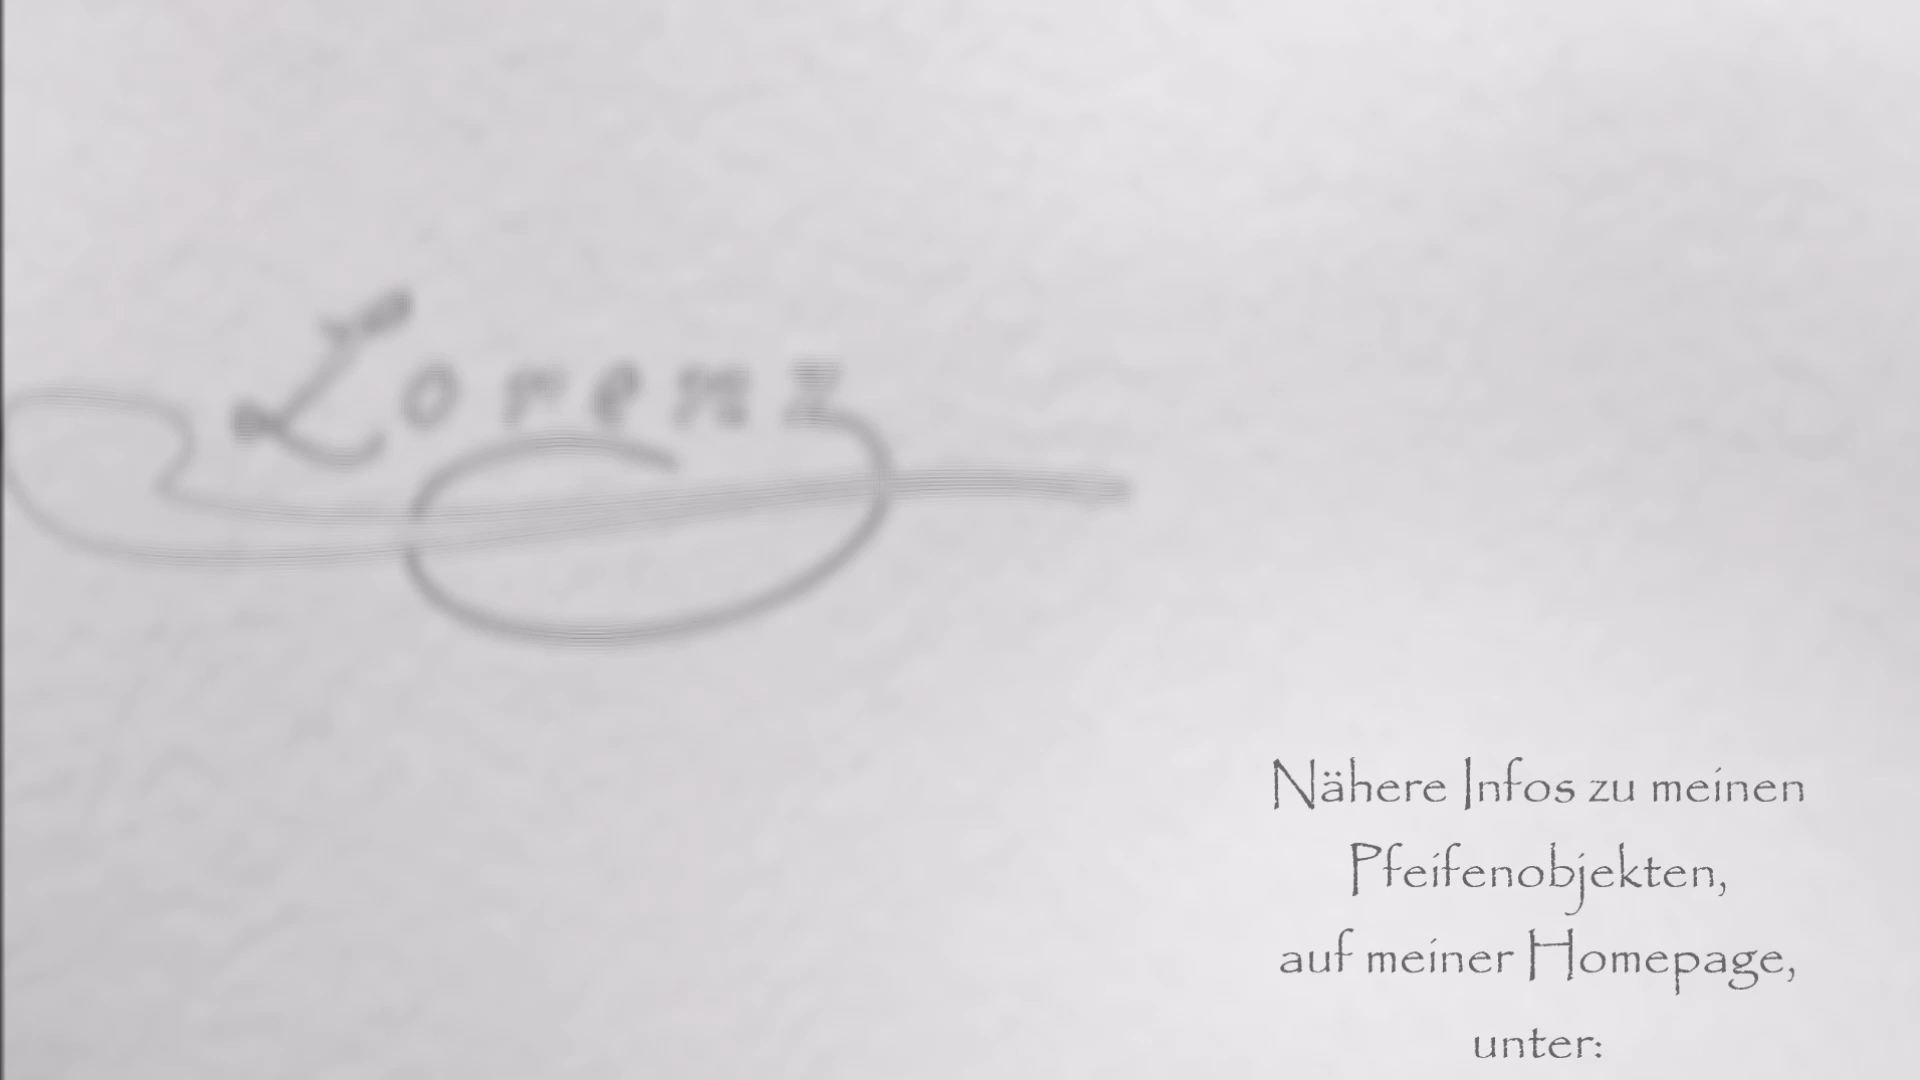 Lorenz
Nähere Infos zu meinen
Pfeifenobjekten,
auf meiner Homepage,
unter: